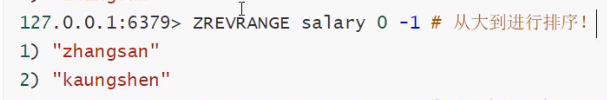 127.0.0.1:6379> ZREVRANGE salary 0 -1 # 从大到进行排序!
1) "zhangsan"
2) "kaungshen"